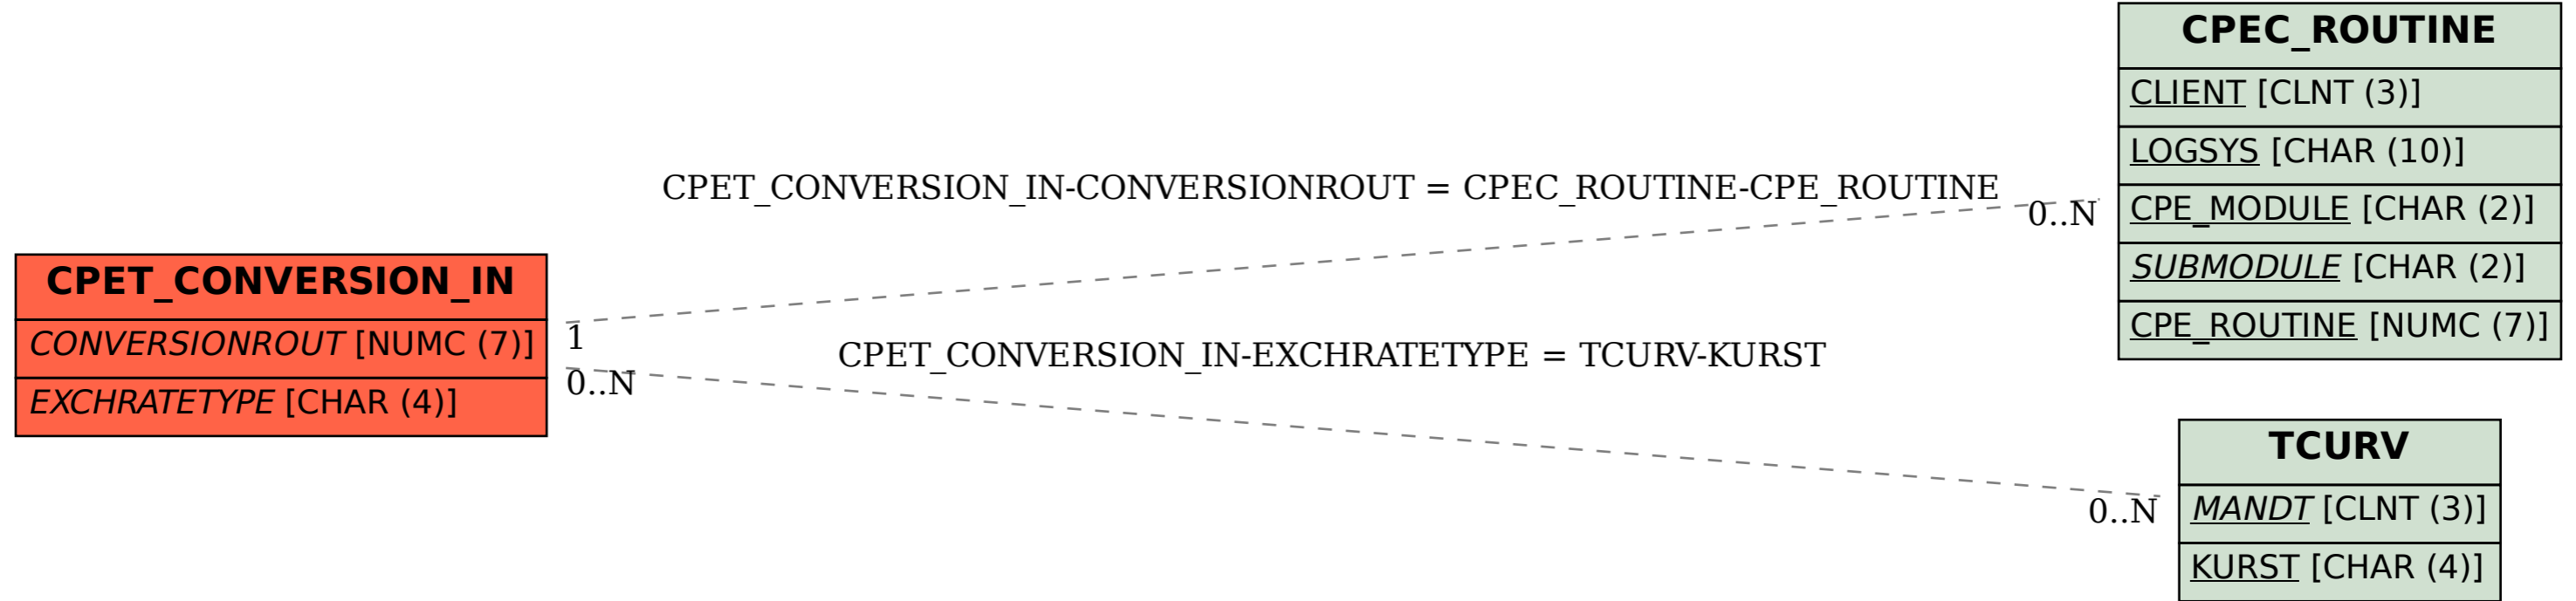 CPEC_ROUTINE
CLIENT [CLNT (3)]
LOGSYS [CHAR (10)]
CPE_MODULE [CHAR (2)]
SUBMODULE [CHAR (2)]
CPE_ROUTINE [NUMC (7)]
CPET_CONVERSION_IN-CONVERSIONROUT = CPEC_ROUTINE-CPE_ROUTINE
0..N
CPET_CONVERSION_IN
CONVERSIONROUT [NUMC (7)]
EXCHRATETYPE [CHAR (4)]
1
0..N
CPET_CONVERSION_IN-EXCHRATETYPE = TCURV-KURST
0..N
TCURV
MANDT [CLNT (3)]
KURST [CHAR (4)]